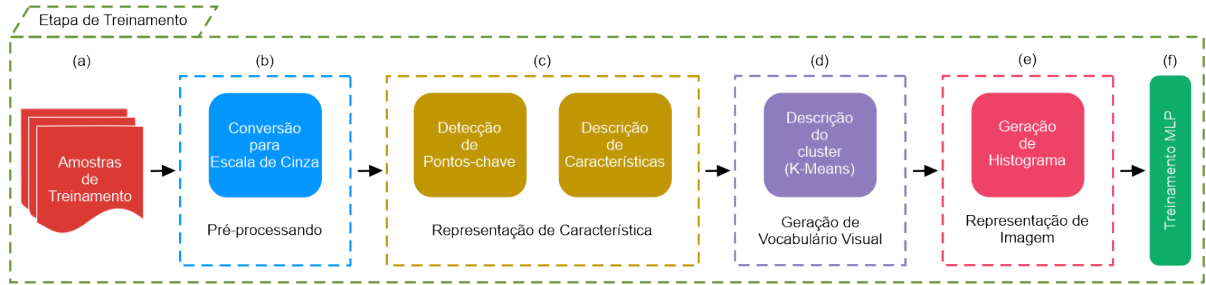 Etapa de Treinamento
(a)
(b)
(c)
(d)
(e)
(f)
Amostras
de
Treinamento
Conversão
para
Escala de Cinza
Pré-processando
Detecção
de
Pontos-chave
Descrição
de
Características
Representação de Característica
Descrição
do
cluster
(K-Means)
Geração de
Vocabulário Visual
Geração
de
Histograma
Representação de
Imagem
Treinamento MLP